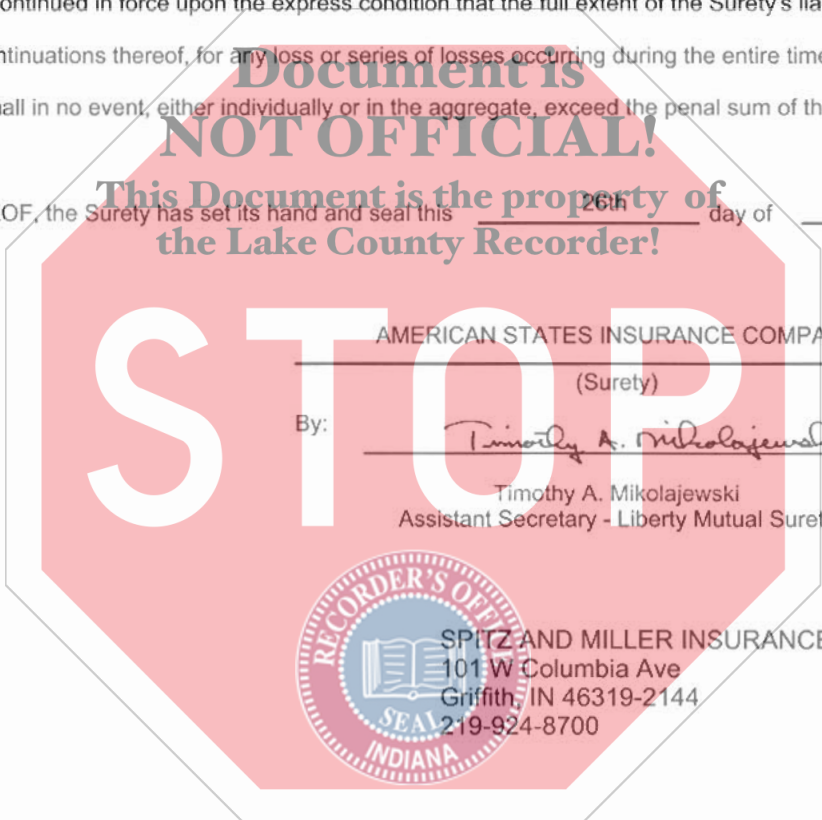 ontinued in force upon the express condition that the full extent of the Surety's lia
Document is
ntinuations thereof, for any loss or series of losses occurring during the entire time
all in no event, either individually or in the aggregate, exceed the penal sum of th
NOT OFFICIAL!
This Document is the property of
OF, the Surety has set its hand and seal this 26th day of
the Lake County Recorder!
STOP
AMERICAN STATES INSURANCE COMPA
(Surety)
By: Timothy A. Mikolajewsk
Timothy A. Mikolajewski
Assistant Secretary - Liberty Mutual Suret
RECORDER'S OFFICE
SEAL
INDIANA
SPITZ AND MILLER INSURANCE
101 W Columbia Ave
Griffith, IN 46319-2144
219-924-8700